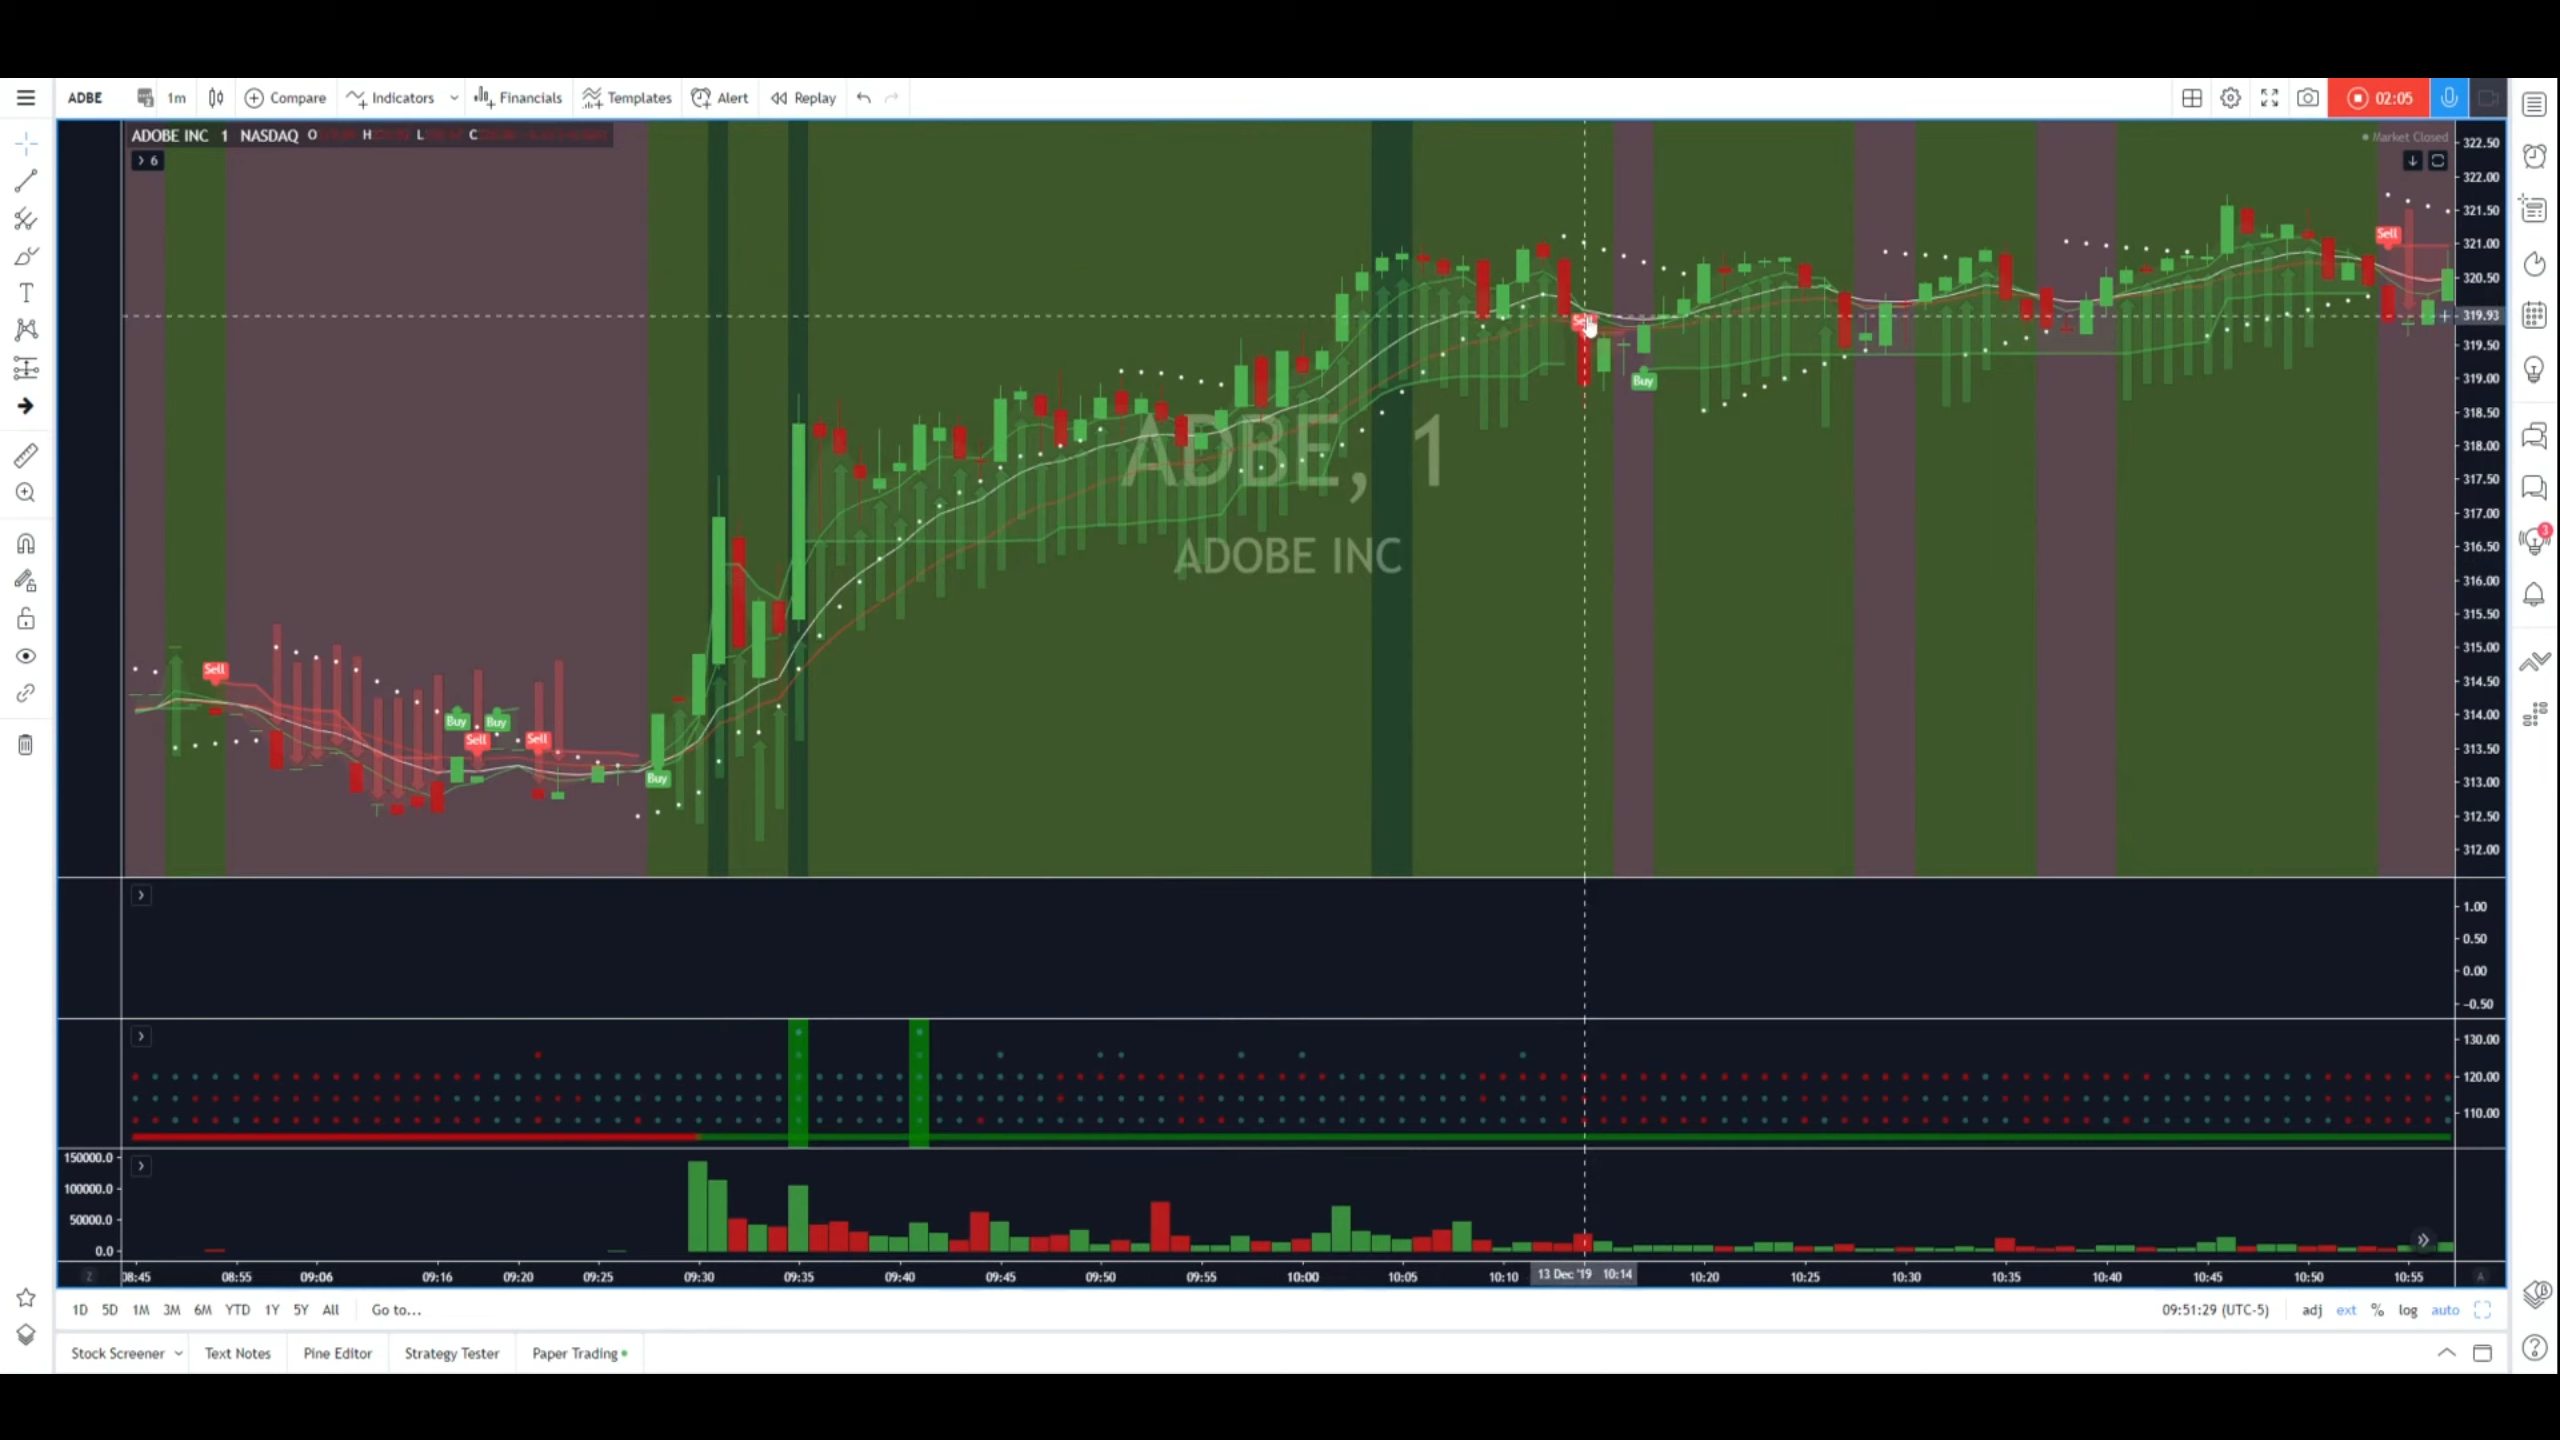 ADBE 1m Compare Indicators Financials Templates Alert Replay 02:05
ADOBE INC 1 NASDAQ O H L C
Market Closed
6
322.50
322.00
321.50
321.00
320.50
319.93
319.50
319.00
318.50
318.00
317.50
317.00
316.50
316.00
315.50
315.00
314.50
314.00
313.50
313.00
312.50
312.00
Sell
Sell
Buy
ADBE, 1
ADOBE INC
3
Sell
Buy Buy
Sell Sell
Buy
1.00
0.50
0.00
-0.50
130.00
120.00
110.00
150000.0
100000.0
50000.0
0.0
Z 08:45 08:55 09:06 09:16 09:20 09:25 09:30 09:35 09:40 09:45 09:50 09:55 10:00 10:05 10:10 13 Dec '19 10:14 10:20 10:25 10:30 10:35 10:40 10:45 10:50 10:55 A
1D 5D 1M 3M 6M YTD 1Y 5Y All Go to... 09:51:29 (UTC-5) adj ext % log auto
Stock Screener Text Notes Pine Editor Strategy Tester Paper Trading